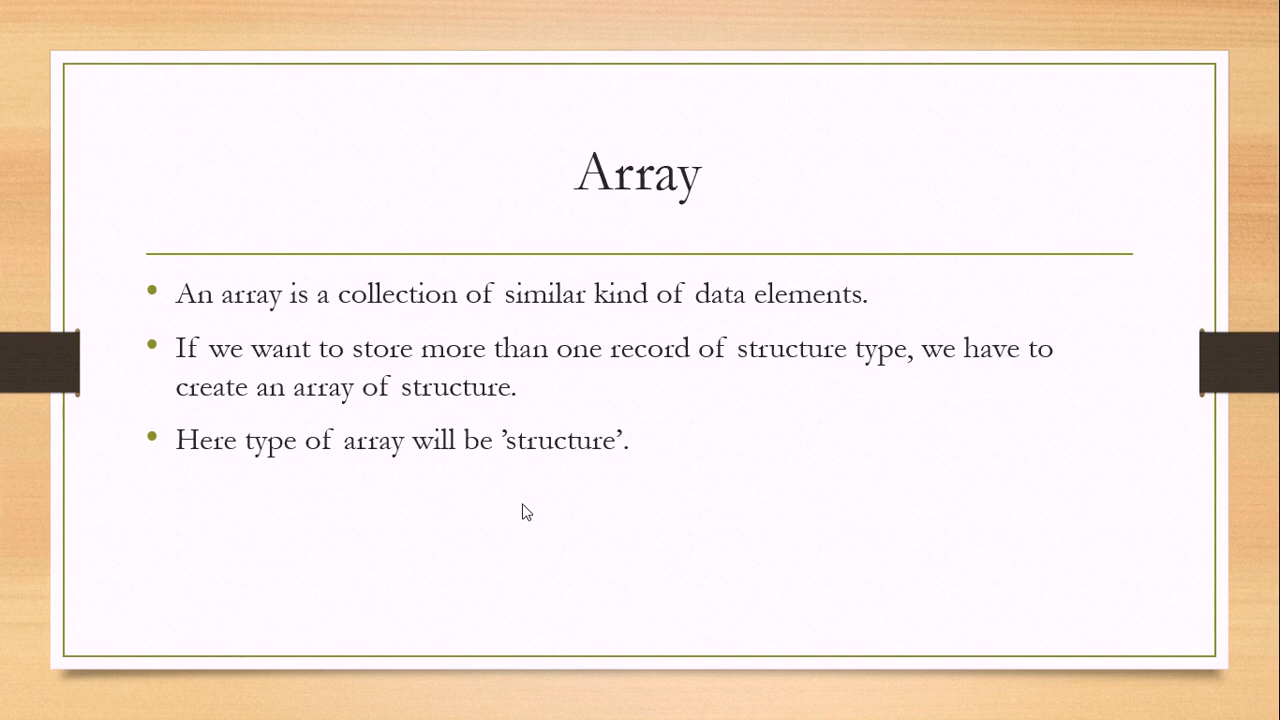 Array
• An array is a collection of similar kind of data elements.
• If we want to store more than one record of structure type, we have to
create an array of structure.
• Here type of array will be ’structure’.